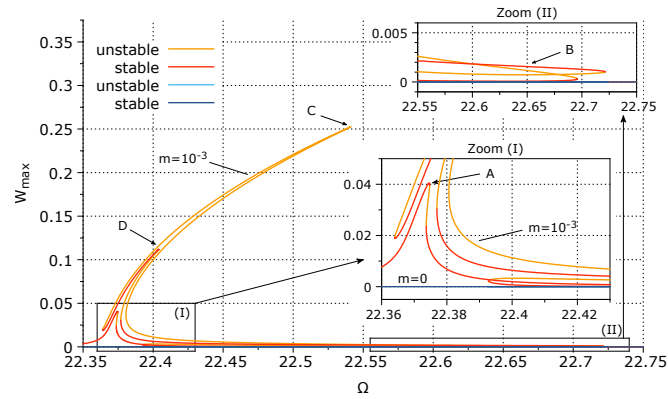 Zoom (II)
0.005
B
0
22.55
22.6
22.65
22.7
22.75
0.35
0.3
0.25
0.2
0.15
0.1
0.05
0
W_max
unstable
stable
unstable
stable
C
m=10⁻³
D
(I)
Zoom (I)
0.04
0.02
0
A
m=10⁻³
m=0
22.36
22.38
22.4
22.42
(II)
22.35
22.4
22.45
22.5
22.55
22.6
22.65
22.7
22.75
Ω